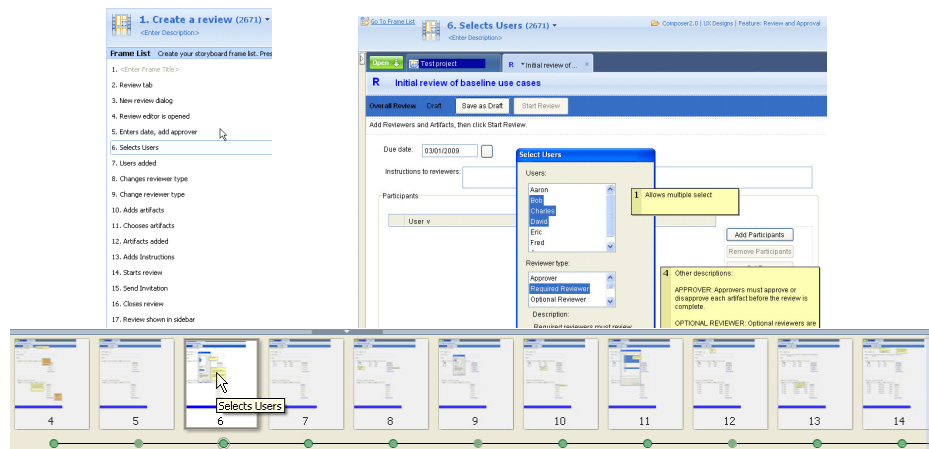 1. Create a review (2671)
<Enter Description>
Frame List Create your storyboard frame list. Pres
1. <Enter Frame Title>
2. Review tab
3. New review dialog
4. Review editor is opened
5. Enters date, add approver
6. Selects Users
7. Users added
8. Changes reviewer type
9. Change reviewer type
10. Adds artifacts
11. Chooses artifacts
12. Artifacts added
13. Adds Instructions
14. Starts review
15. Send Invitation
16. Closes review
17. Review shown in sidebar
Go To Frame List
6. Selects Users (2671)
<Enter Description>
Composer2.0 | UX Designs | Feature: Review and Approval
Open
Test project
R * Initial review of ... ×
R Initial review of baseline use cases
Overall Review Draft Save as Draft Start Review
Add Reviewers and Artifacts, then click Start Review.
Due date: 03/01/2009
Instructions to reviewers:
Participants
User v
Add Participants
Remove Participants
Select Users
Users:
Aaron
Bob
Charles
David
Eric
Fred
Reviewer type:
Approver
Required Reviewer
Optional Reviewer
Description:
Required reviewers must review
1 Allows multiple select
4 Other descriptions:
APPROVER: Approvers must approve or
disapprove each artifact before the review is
complete.
OPTIONAL REVIEWER: Optional reviewers are
4 5 6 7 8 9 10 11 12 13 14
Selects Users